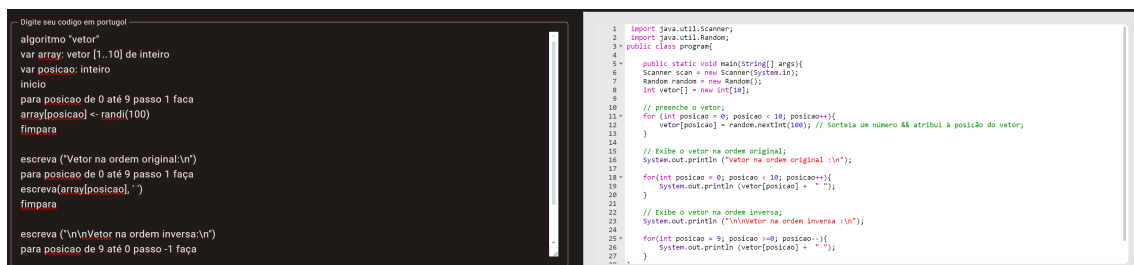 Digite seu codigo em portugol
algoritmo "vetor"
var array: vetor [1..10] de inteiro
var posicao: inteiro
inicio
para posicao de 0 até 9 passo 1 faca
array[posicao] <- randi(100)
fimpara
escreva ("Vetor na ordem original:\n")
para posicao de 0 até 9 passo 1 faça
escreva(array[posicao], ' ')
fimpara
escreva ("\n\nVetor na ordem inversa:\n")
para posicao de 9 até 0 passo -1 faça
1 import java.util.Scanner;
2 import java.util.Random;
3 public class program{
4
5 public static void main(String[] args){
6 Scanner scan = new Scanner(System.in);
7 Random random = new Random();
8 int vetor[] = new int[10];
9
10 // preenche o vetor;
11 for (int posicao = 0; posicao < 10; posicao++){
12 vetor[posicao] = random.nextInt(100); // Sorteia um número && atribui à posição do vetor;
13 }
14
15 // Exibe o vetor na ordem original;
16 System.out.println ("Vetor na ordem original :\n");
17
18 for(int posicao = 0; posicao < 10; posicao++){
19 System.out.println (vetor[posicao] + " ");
20 }
21
22 // Exibe o vetor na ordem inversa;
23 System.out.println ("\n\nVetor na ordem inversa :\n");
24
25 for(int posicao = 9; posicao >=0; posicao--){
26 System.out.println (vetor[posicao] + " ");
27 }